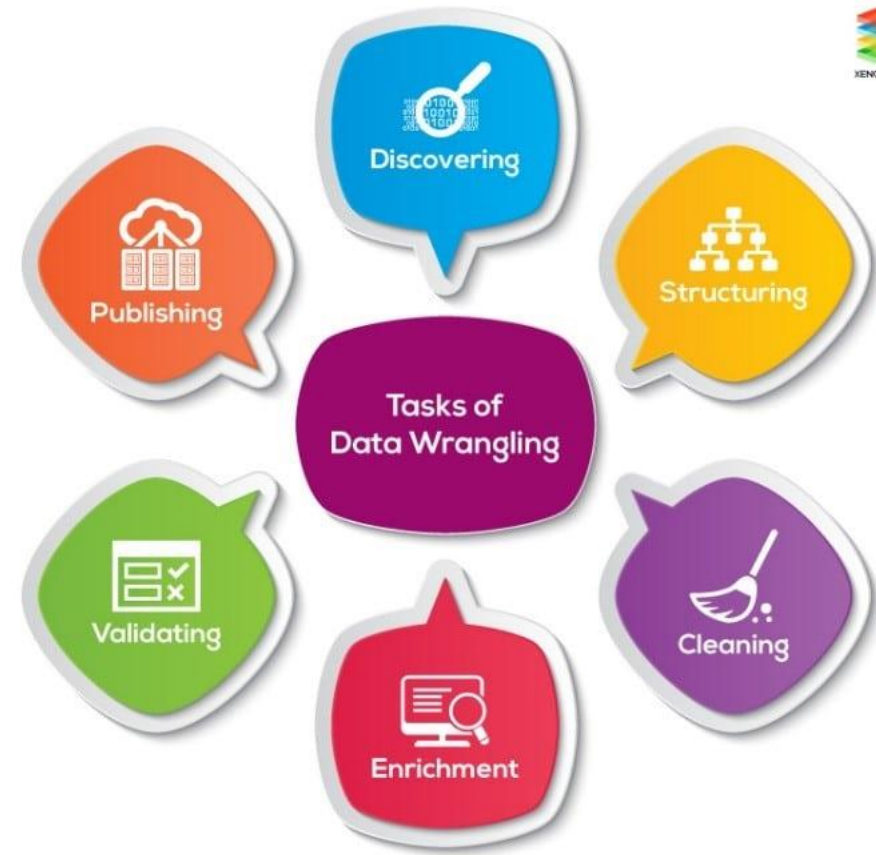 Discovering
Structuring
Cleaning
Enrichment
Validating
Publishing
Tasks of
Data Wrangling